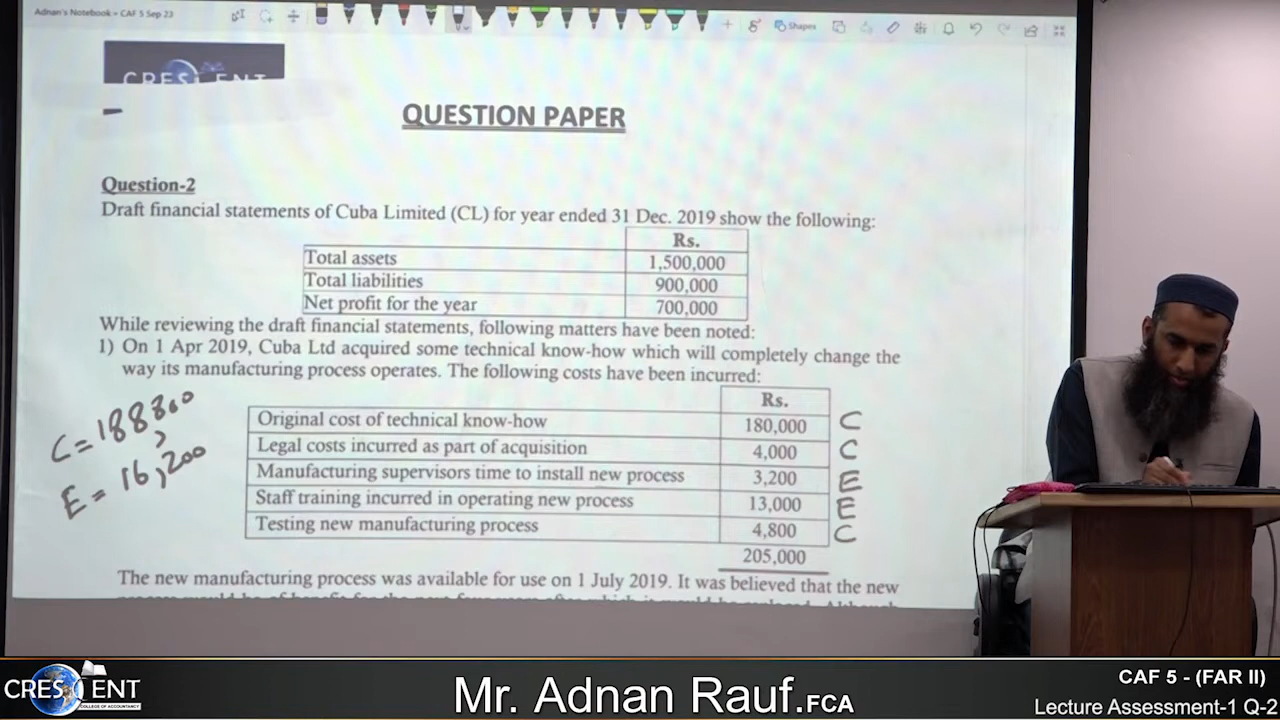 Adnan's Notebook » CAF 5 Sep 23
Shapes
CRESCENT
QUESTION PAPER
Question-2
Draft financial statements of Cuba Limited (CL) for year ended 31 Dec. 2019 show the following:
Rs.
Total assets 1,500,000
Total liabilities 900,000
Net profit for the year 700,000
While reviewing the draft financial statements, following matters have been noted:
1) On 1 Apr 2019, Cuba Ltd acquired some technical know-how which will completely change the
way its manufacturing process operates. The following costs have been incurred:
Rs.
Original cost of technical know-how 180,000 C
Legal costs incurred as part of acquisition 4,000 C
Manufacturing supervisors time to install new process 3,200 E
Staff training incurred in operating new process 13,000 E
Testing new manufacturing process 4,800 C
205,000
C = 188800
E = 16,200
The new manufacturing process was available for use on 1 July 2019. It was believed that the new
CRESCENT
COLLEGE OF ACCOUNTANCY
Mr. Adnan Rauf.FCA
CAF 5 - (FAR II)
Lecture Assessment-1 Q-2